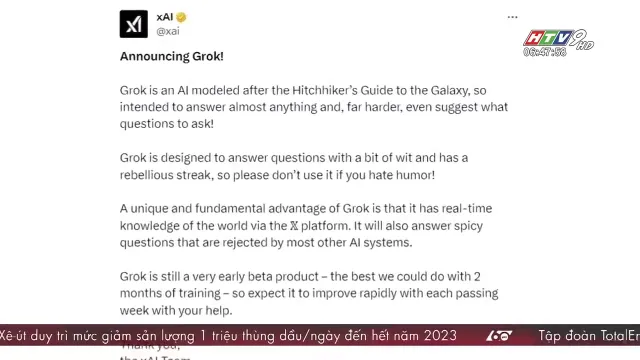 xAI
@xai
HTV9
HD
06:47:58
Announcing Grok!
Grok is an AI modeled after the Hitchhiker's Guide to the Galaxy, so
intended to answer almost anything and, far harder, even suggest what
questions to ask!
Grok is designed to answer questions with a bit of wit and has a
rebellious streak, so please don't use it if you hate humor!
A unique and fundamental advantage of Grok is that it has real-time
knowledge of the world via the 𝕏 platform. It will also answer spicy
questions that are rejected by most other AI systems.
Grok is still a very early beta product – the best we could do with 2
months of training – so expect it to improve rapidly with each passing
week with your help.
Xê-út duy trì mức giảm sản lượng 1 triệu thùng dầu/ngày đến hết năm 2023 Tập đoàn TotalEn
Thank you,
the xAI Team